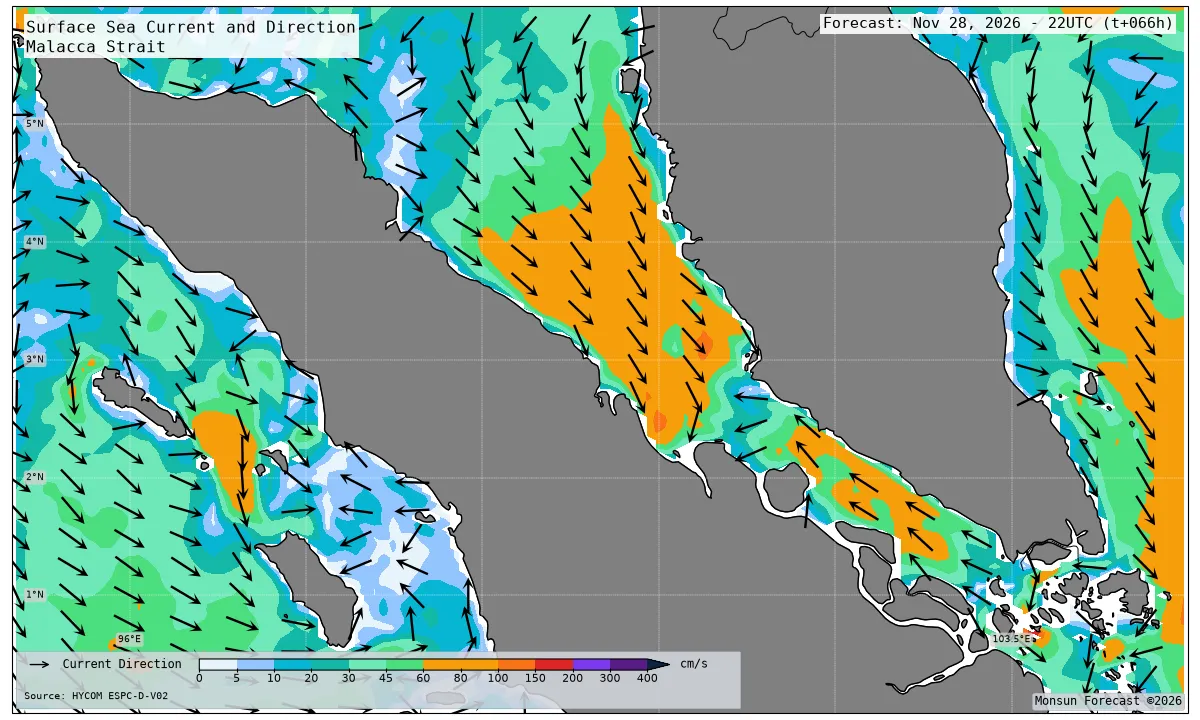 Surface Sea Current and Direction
Malacca Strait
Forecast: Nov 28, 2026 - 22UTC (t+066h)
5°N
4°N
3°N
2°N
1°N
96°E
103.5°E
Current Direction
0 5 10 20 30 45 60 80 100 150 200 300 400
cm/s
Source: HYCOM ESPC-D-V02
Monsun Forecast ©2026